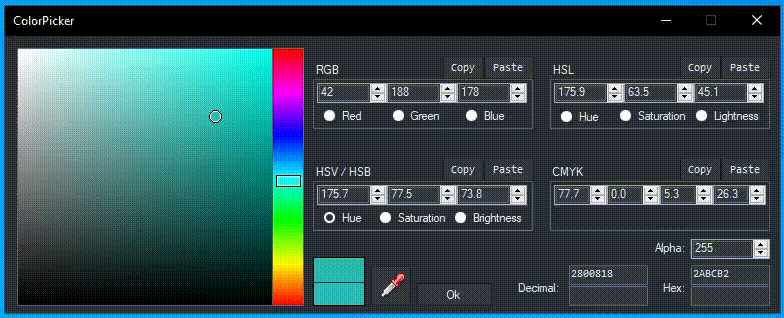 ColorPicker
RGB Copy Paste
42 188 178
Red Green Blue
HSL Copy Paste
175.9 63.5 45.1
Hue Saturation Lightness
HSV / HSB Copy Paste
175.7 77.5 73.8
Hue Saturation Brightness
CMYK Copy Paste
77.7 0.0 5.3 26.3
Alpha: 255
Ok
Decimal: 2800818
Hex: 2ABCB2